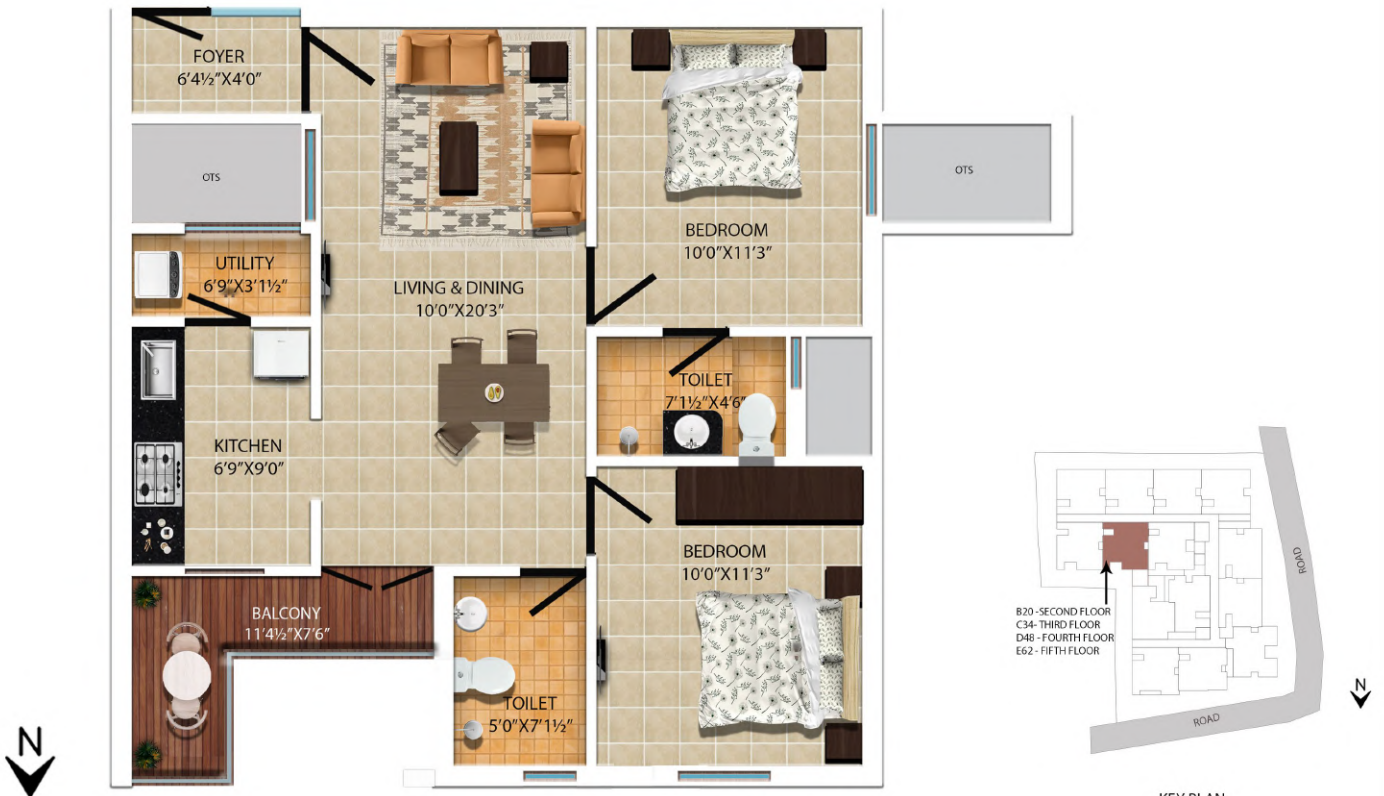 FOYER
6'4½"X4'0"
OTS
UTILITY
6'9"X3'1½"
LIVING & DINING
10'0"X20'3"
BEDROOM
10'0"X11'3"
OTS
TOILET
7'1½"X4'6"
KITCHEN
6'9"X9'0"
BEDROOM
10'0"X11'3"
BALCONY
11'4½"X7'6"
TOILET
5'0"X7'1½"
N
ROAD
B20 -SECOND FLOOR
C34- THIRD FLOOR
D48 - FOURTH FLOOR
E62 - FIFTH FLOOR
N
ROAD
KEY PLAN